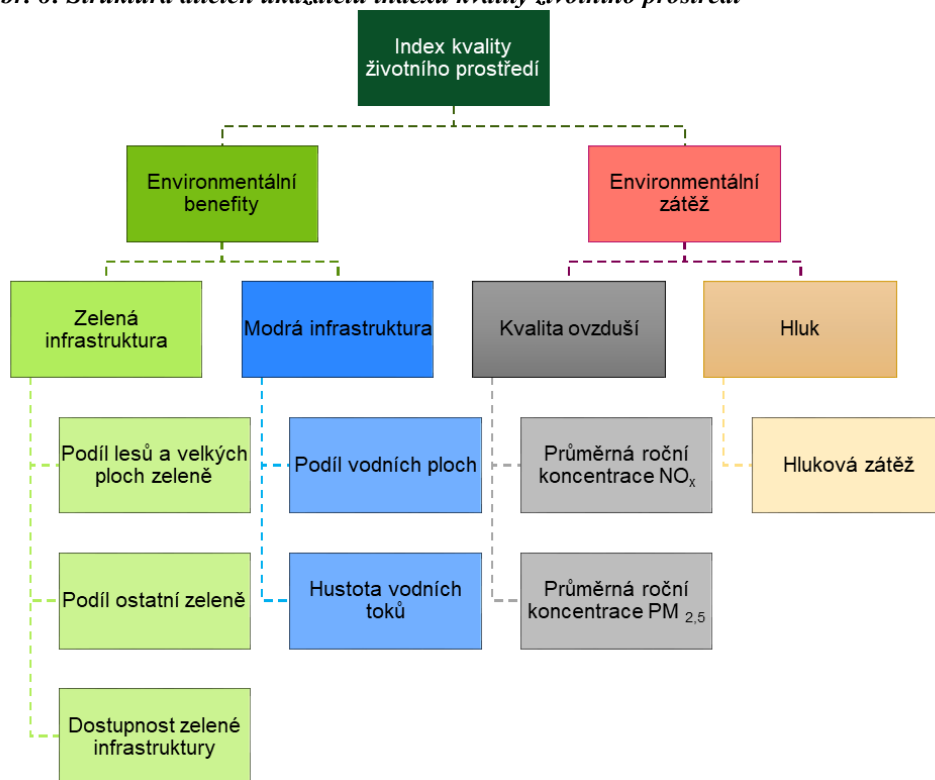 Index kvality
životního prostředí
Environmentální
benefity
Environmentální
zátěž
Zelená
infrastruktura
Modrá infrastruktura
Kvalita ovzduší
Hluk
Podíl lesů a velkých
ploch zeleně
Podíl vodních ploch
Průměrná roční
koncentrace NOx
Hluková zátěž
Podíl ostatní zeleně
Hustota vodních
toků
Průměrná roční
koncentrace PM 2,5
Dostupnost zelené
infrastruktury